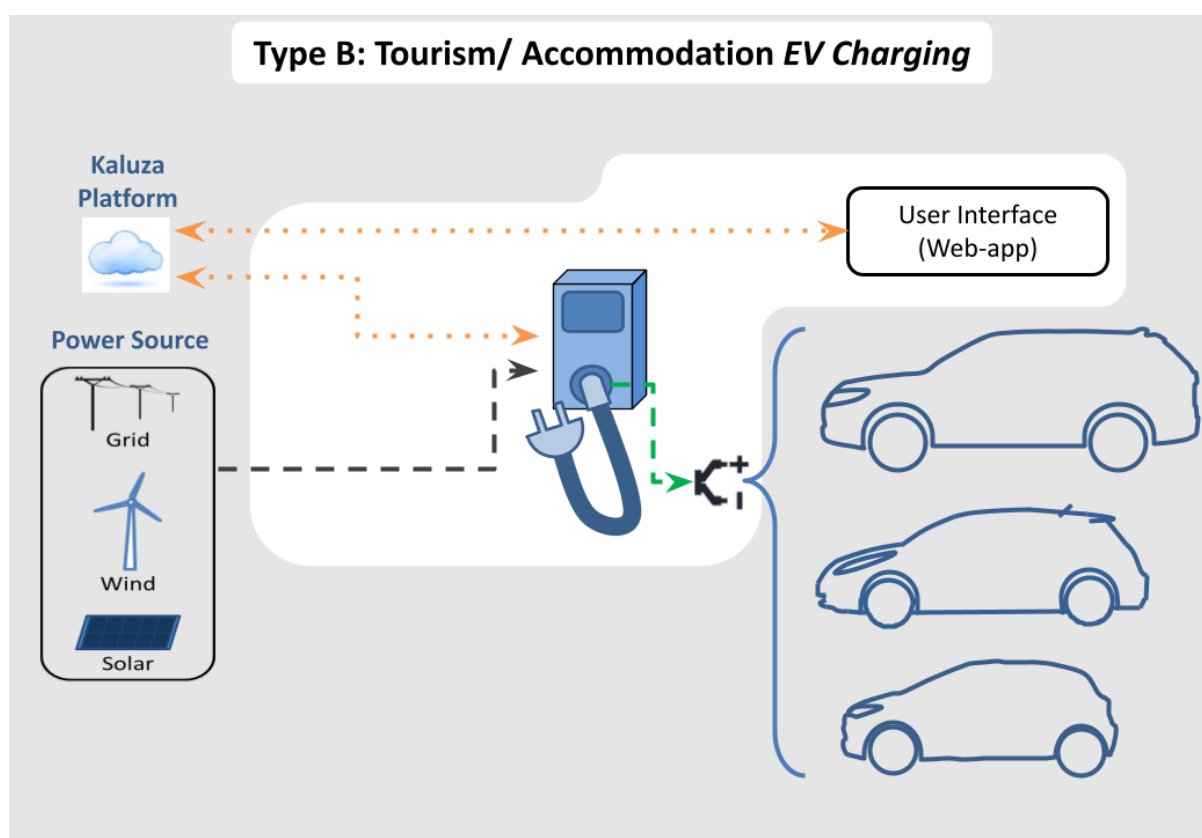 Type B: Tourism/ Accommodation EV Charging
Kaluza
Platform
User Interface
(Web-app)
Power Source
Grid
Wind
Solar